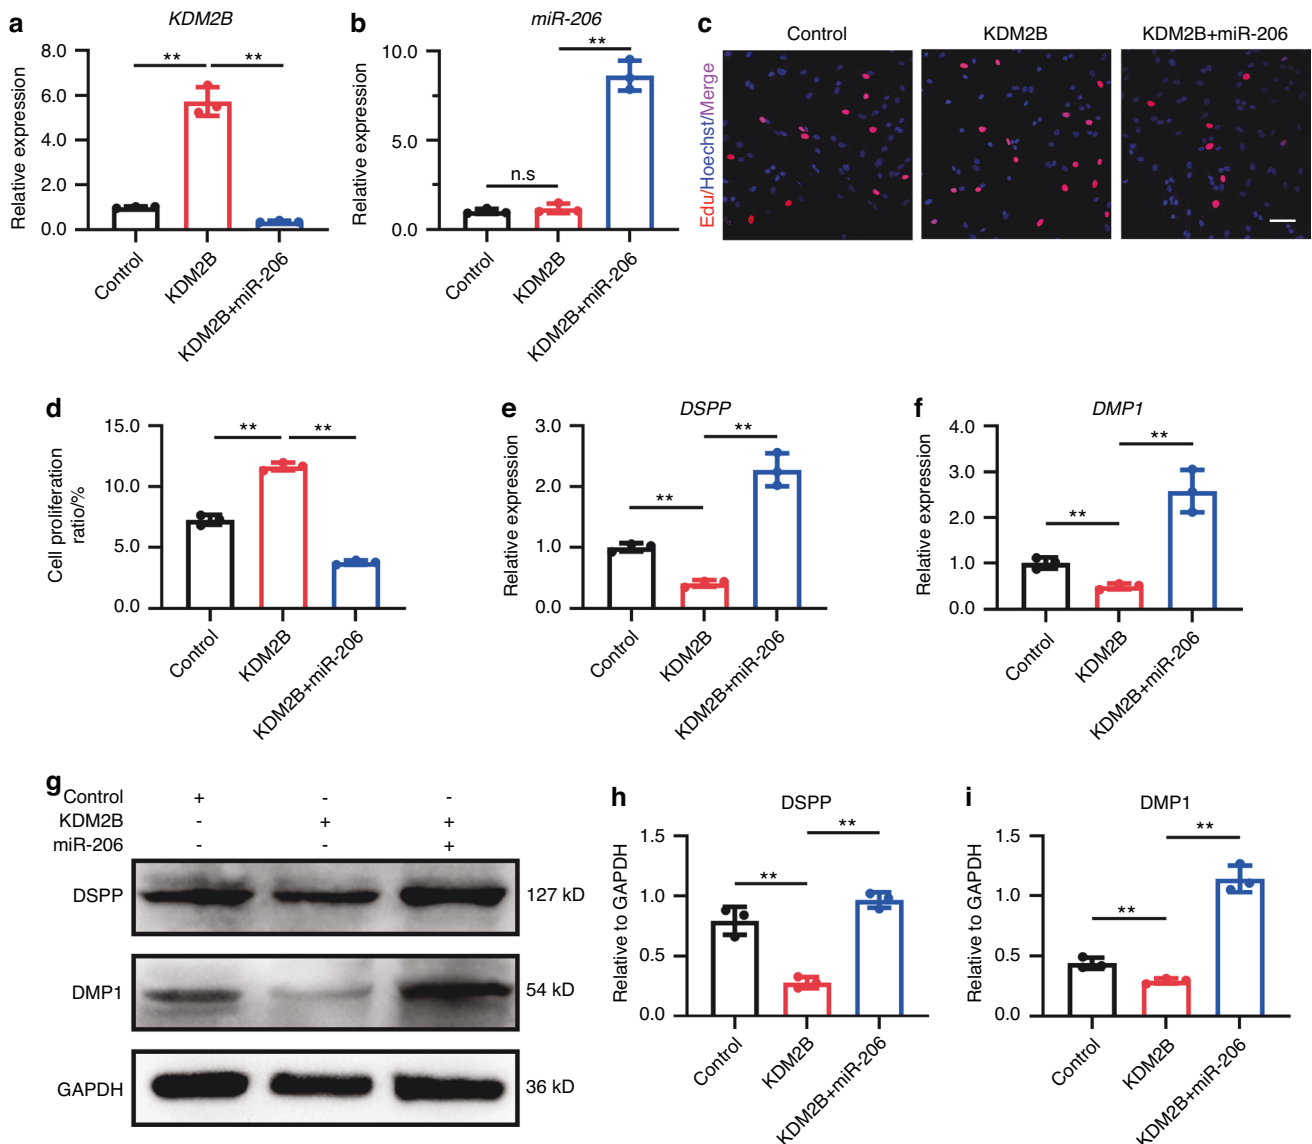 a
KDM2B
Relative expression
8.0
6.0
4.0
2.0
0.0
** **
Control
KDM2B
KDM2B+miR-206
b
miR-206
Relative expression
10.0
5.0
0.0
n.s
**
Control
KDM2B
KDM2B+miR-206
c
Control
KDM2B
KDM2B+miR-206
Edu/Hoechst/Merge
d
Cell proliferation
ratio/%
15.0
10.0
5.0
0.0
** **
Control
KDM2B
KDM2B+miR-206
e
DSPP
Relative expression
3.0
2.0
1.0
0.0
**
**
Control
KDM2B
KDM2B+miR-206
f
DMP1
Relative expression
4.0
3.0
2.0
1.0
0.0
**
**
Control
KDM2B
KDM2B+miR-206
g
Control + - -
KDM2B - + +
miR-206 - - +
DSPP 127 kD
DMP1 54 kD
GAPDH 36 kD
h
DSPP
Relative to GAPDH
1.5
1.0
0.5
0.0
**
**
Control
KDM2B
KDM2B+miR-206
i
DMP1
Relative to GAPDH
1.5
1.0
0.5
0.0
**
**
Control
KDM2B
KDM2B+miR-206